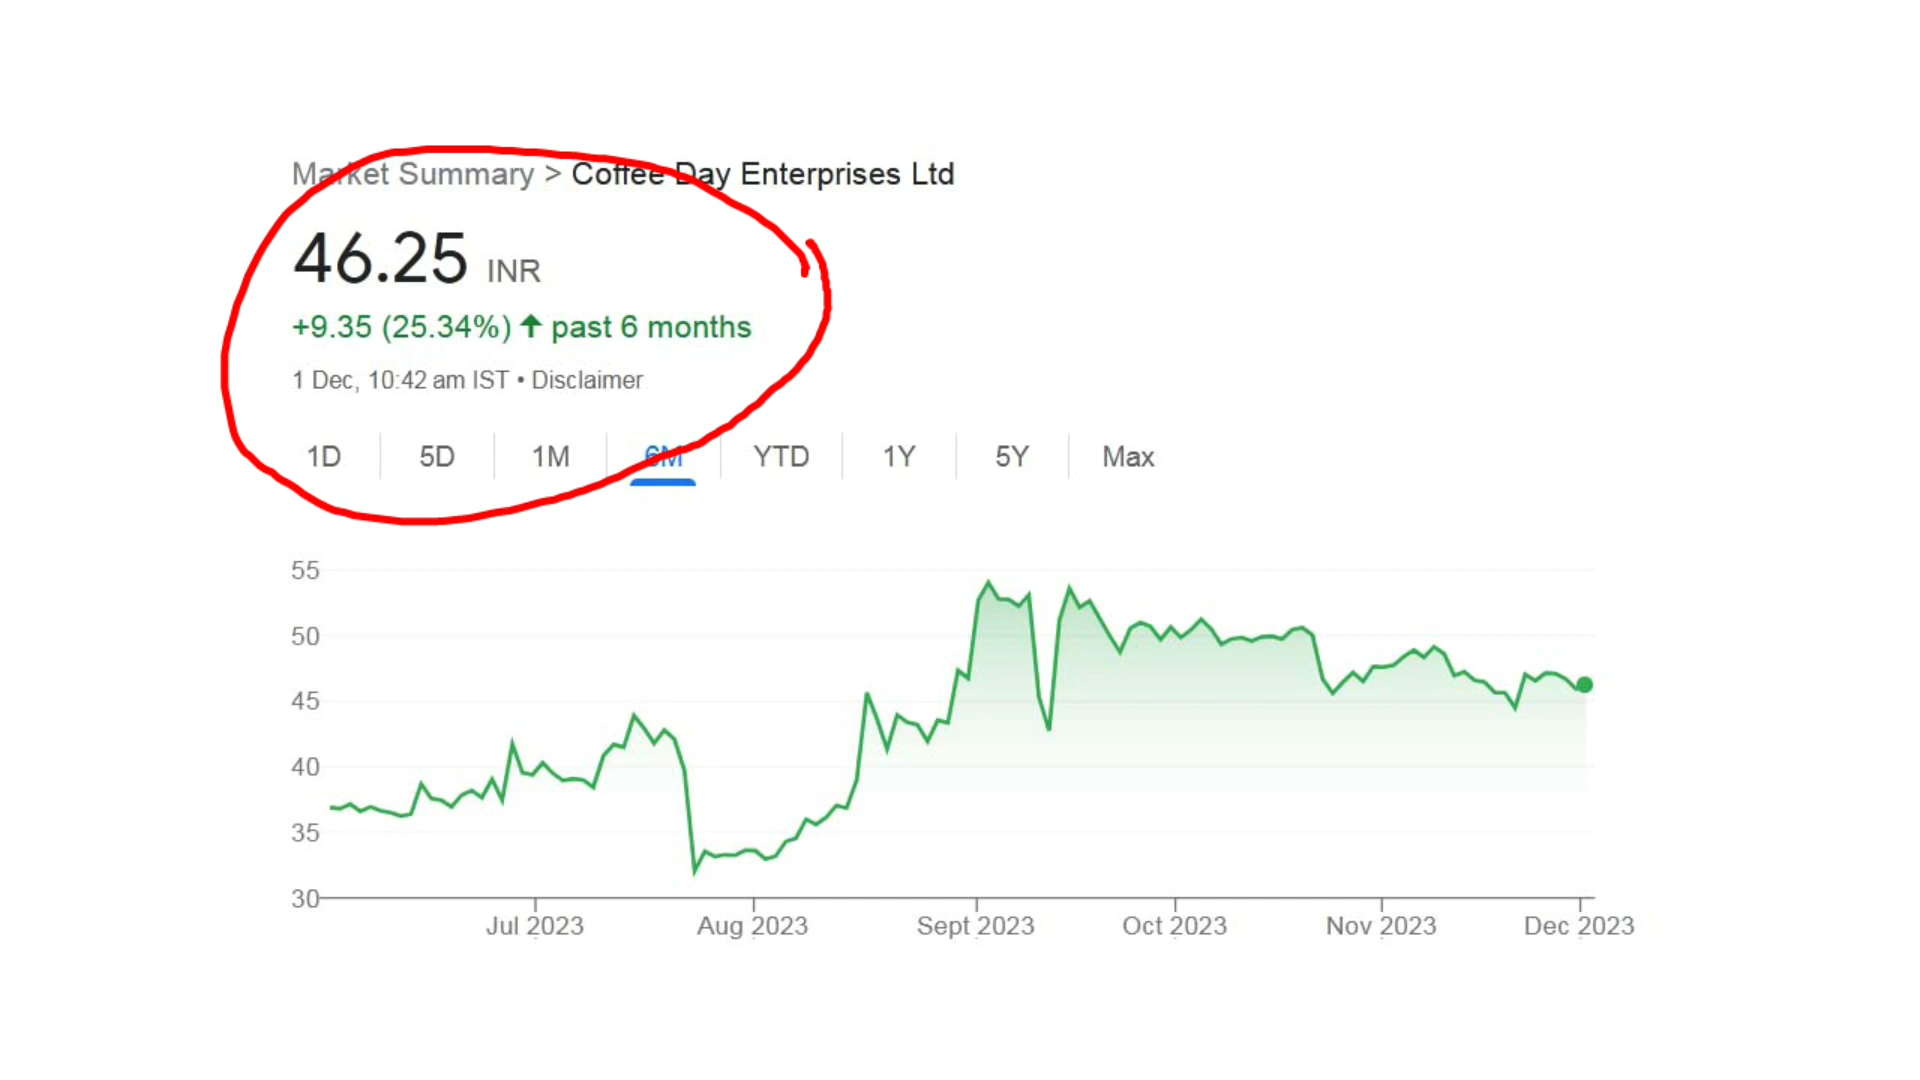 Market Summary > Coffee Day Enterprises Ltd
46.25 INR
+9.35 (25.34%) ↑ past 6 months
1 Dec, 10:42 am IST • Disclaimer
1D 5D 1M 6M YTD 1Y 5Y Max
55
50
45
40
35
30
Jul 2023 Aug 2023 Sept 2023 Oct 2023 Nov 2023 Dec 2023